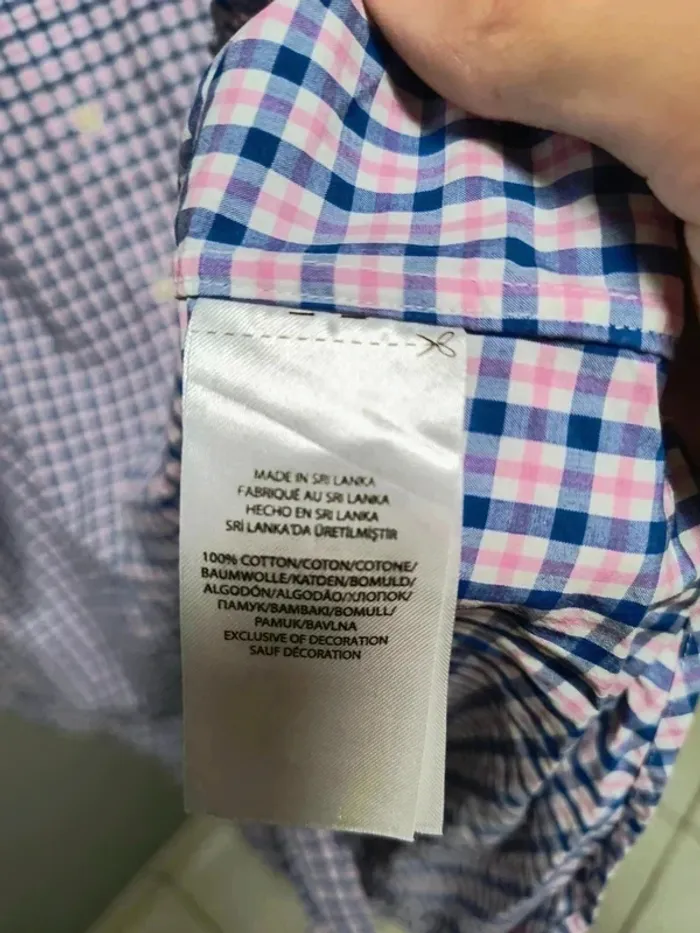 MADE IN SRI LANKA
FABRIQUÉ AU SRI LANKA
HECHO EN SRI LANKA
SRİ LANKA'DA ÜRETİLMİŞTİR
100% COTTON/COTON/COTONE/
BAUMWOLLE/KATOEN/BOMULD/
ALGODÓN/ALGODÃO/ХЛОПОК/
ПАМУК/ΒΑΜΒΑΚΙ/BOMULL/
PAMUK/BAVLNA
EXCLUSIVE OF DECORATION
SAUF DÉCORATION